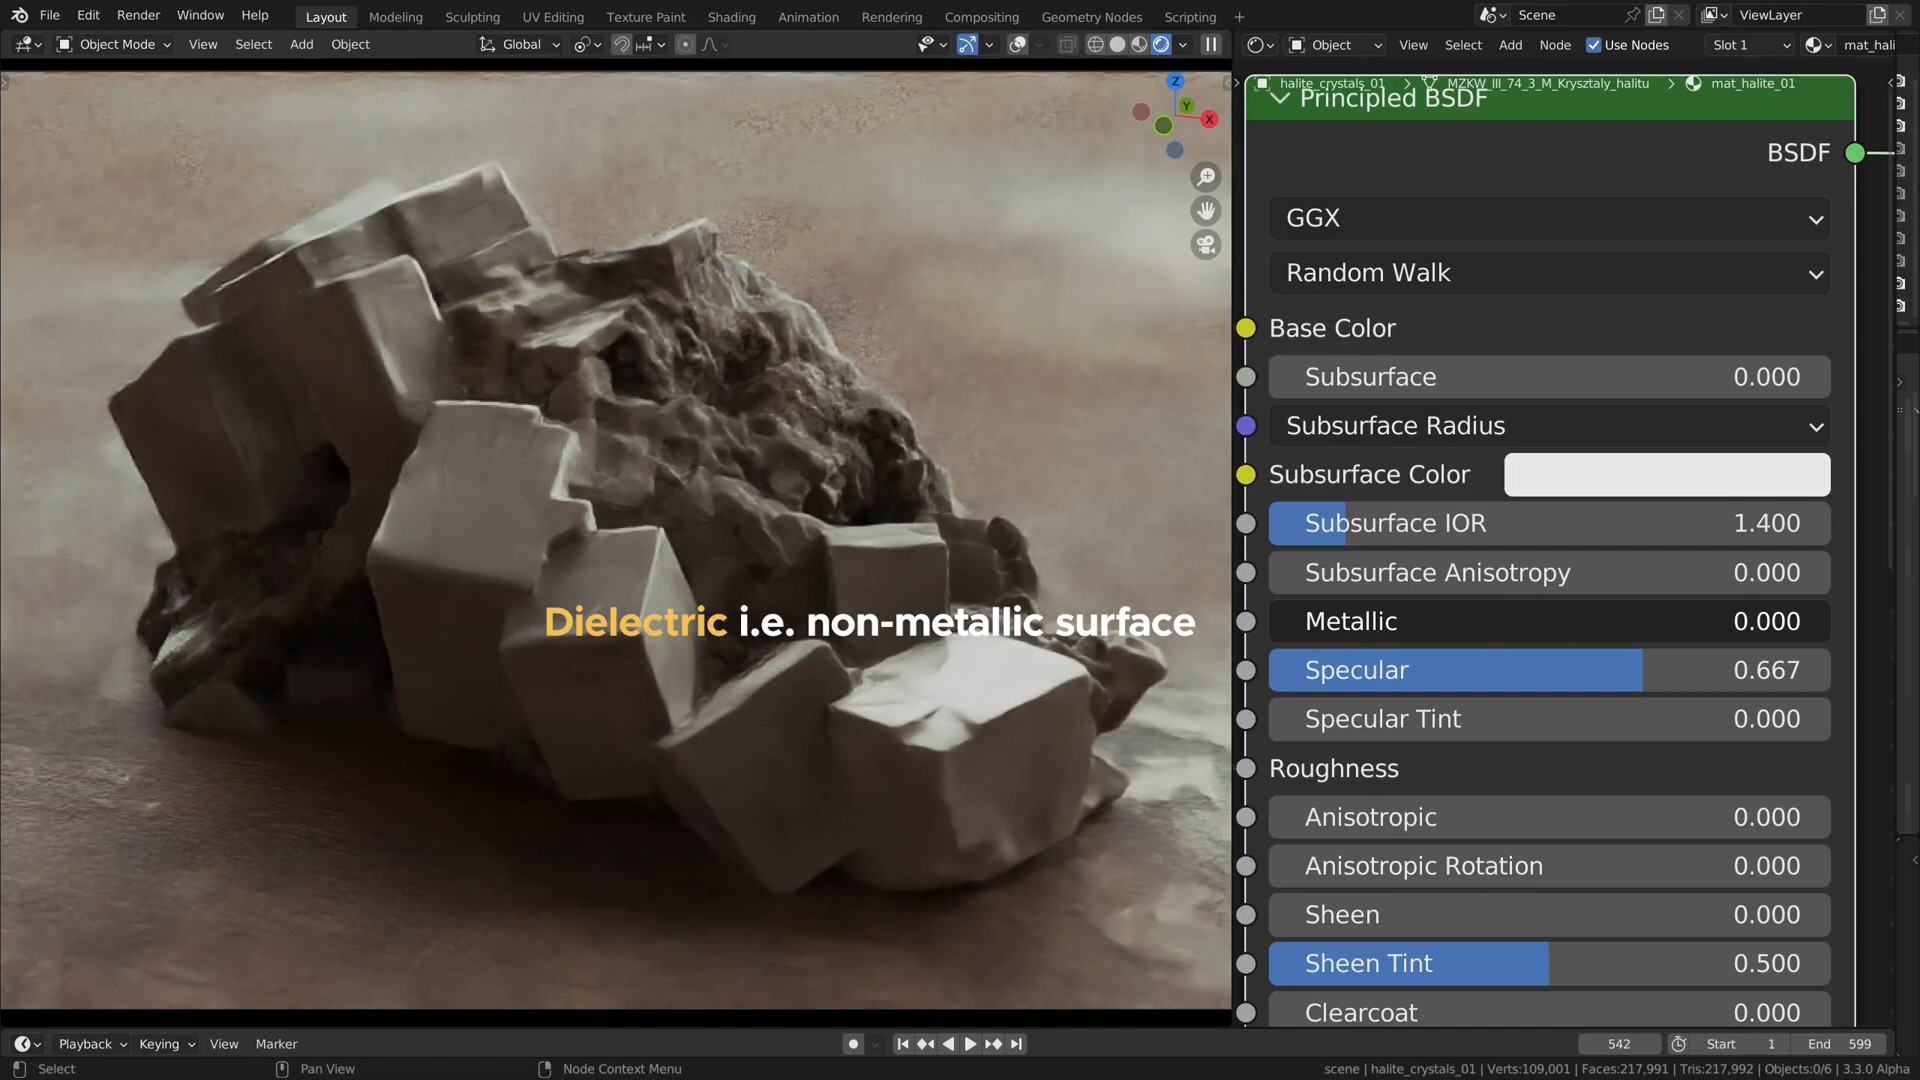 File Edit Render Window Help Layout Modeling Sculpting UV Editing Texture Paint Shading Animation Rendering Compositing Geometry Nodes Scripting + Scene ViewLayer
Object Mode View Select Add Object Global Object View Select Add Node Use Nodes Slot 1 mat_hali
halite_crystals_01 > MZKW_III_74_3_M_Krysztaly_halitu > mat_halite_01
Principled BSDF
BSDF
GGX
Random Walk
Base Color
Subsurface 0.000
Subsurface Radius
Subsurface Color
Subsurface IOR 1.400
Subsurface Anisotropy 0.000
Metallic 0.000
Specular 0.667
Specular Tint 0.000
Roughness
Anisotropic 0.000
Anisotropic Rotation 0.000
Sheen 0.000
Sheen Tint 0.500
Clearcoat 0.000
Z
Y
X
Dielectric i.e. non-metallic surface
Playback Keying View Marker 542 Start 1 End 599
Select Pan View Node Context Menu scene | halite_crystals_01 | Verts:109,001 | Faces:217,991 | Tris:217,992 | Objects:0/6 | 3.3.0 Alpha